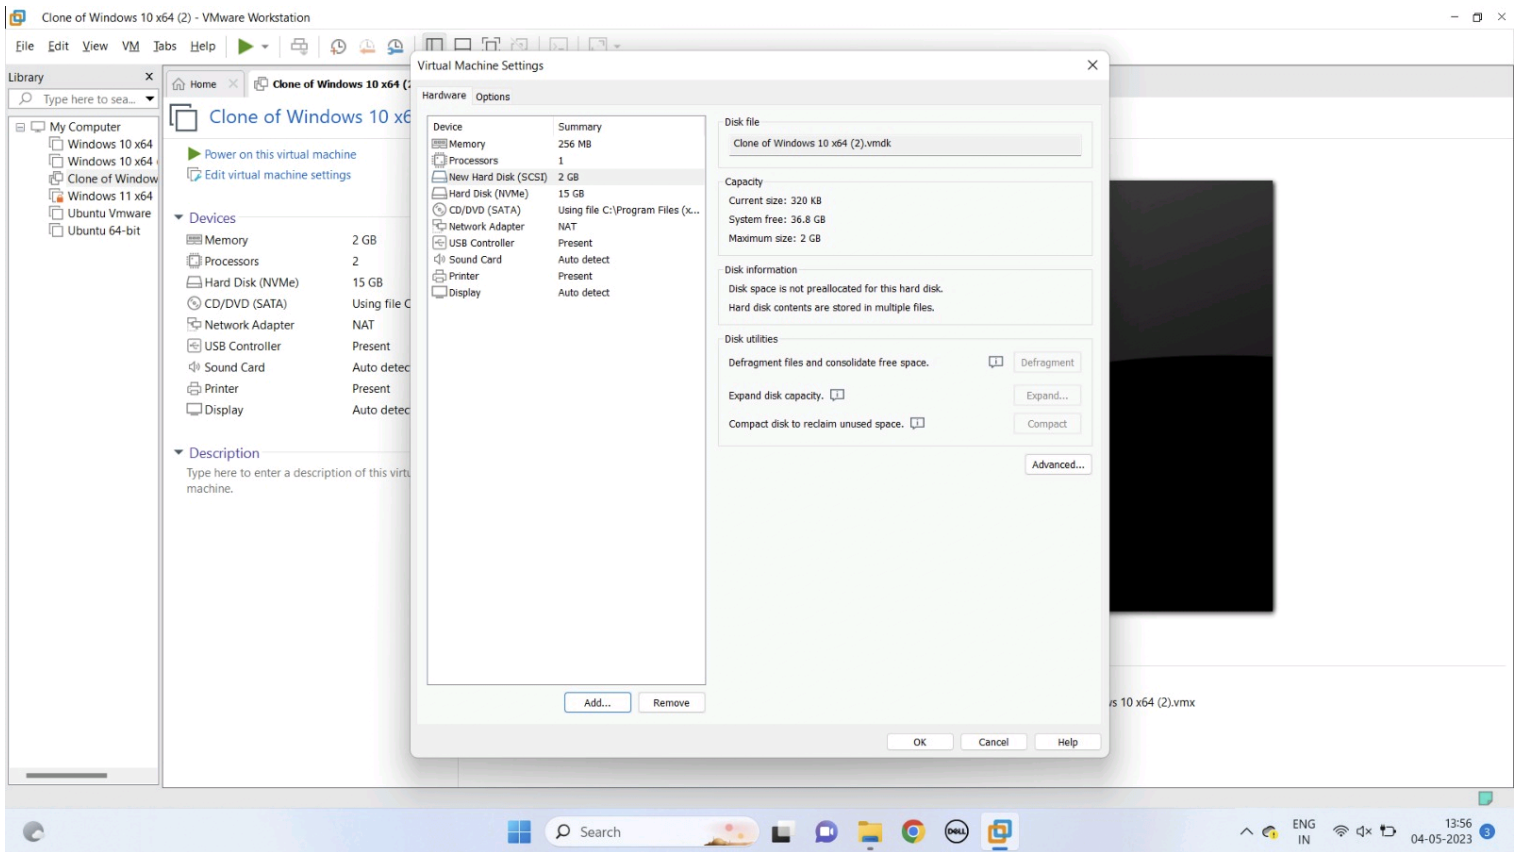 Clone of Windows 10 x64 (2) - VMware Workstation
File Edit View VM Tabs Help
Library
Type here to sea...
My Computer
Windows 10 x64
Windows 10 x64
Clone of Window
Windows 11 x64
Ubuntu Vmware
Ubuntu 64-bit
Home
Clone of Windows 10 x64 (2
Clone of Windows 10 x6
Power on this virtual machine
Edit virtual machine settings
Devices
Memory 2 GB
Processors 2
Hard Disk (NVMe) 15 GB
CD/DVD (SATA) Using file C
Network Adapter NAT
USB Controller Present
Sound Card Auto detec
Printer Present
Display Auto detec
Description
Type here to enter a description of this virtu
machine.
Virtual Machine Settings
Hardware Options
Device Summary
Memory 256 MB
Processors 1
New Hard Disk (SCSI) 2 GB
Hard Disk (NVMe) 15 GB
CD/DVD (SATA) Using file C:\Program Files (x...
Network Adapter NAT
USB Controller Present
Sound Card Auto detect
Printer Present
Display Auto detect
Add... Remove
Disk file
Clone of Windows 10 x64 (2).vmdk
Capacity
Current size: 320 KB
System free: 36.8 GB
Maximum size: 2 GB
Disk information
Disk space is not preallocated for this hard disk.
Hard disk contents are stored in multiple files.
Disk utilities
Defragment files and consolidate free space. Defragment
Expand disk capacity. Expand...
Compact disk to reclaim unused space. Compact
Advanced...
OK Cancel Help
vs 10 x64 (2).vmx
Search
DELL
ENG
IN
13:56
04-05-2023
3